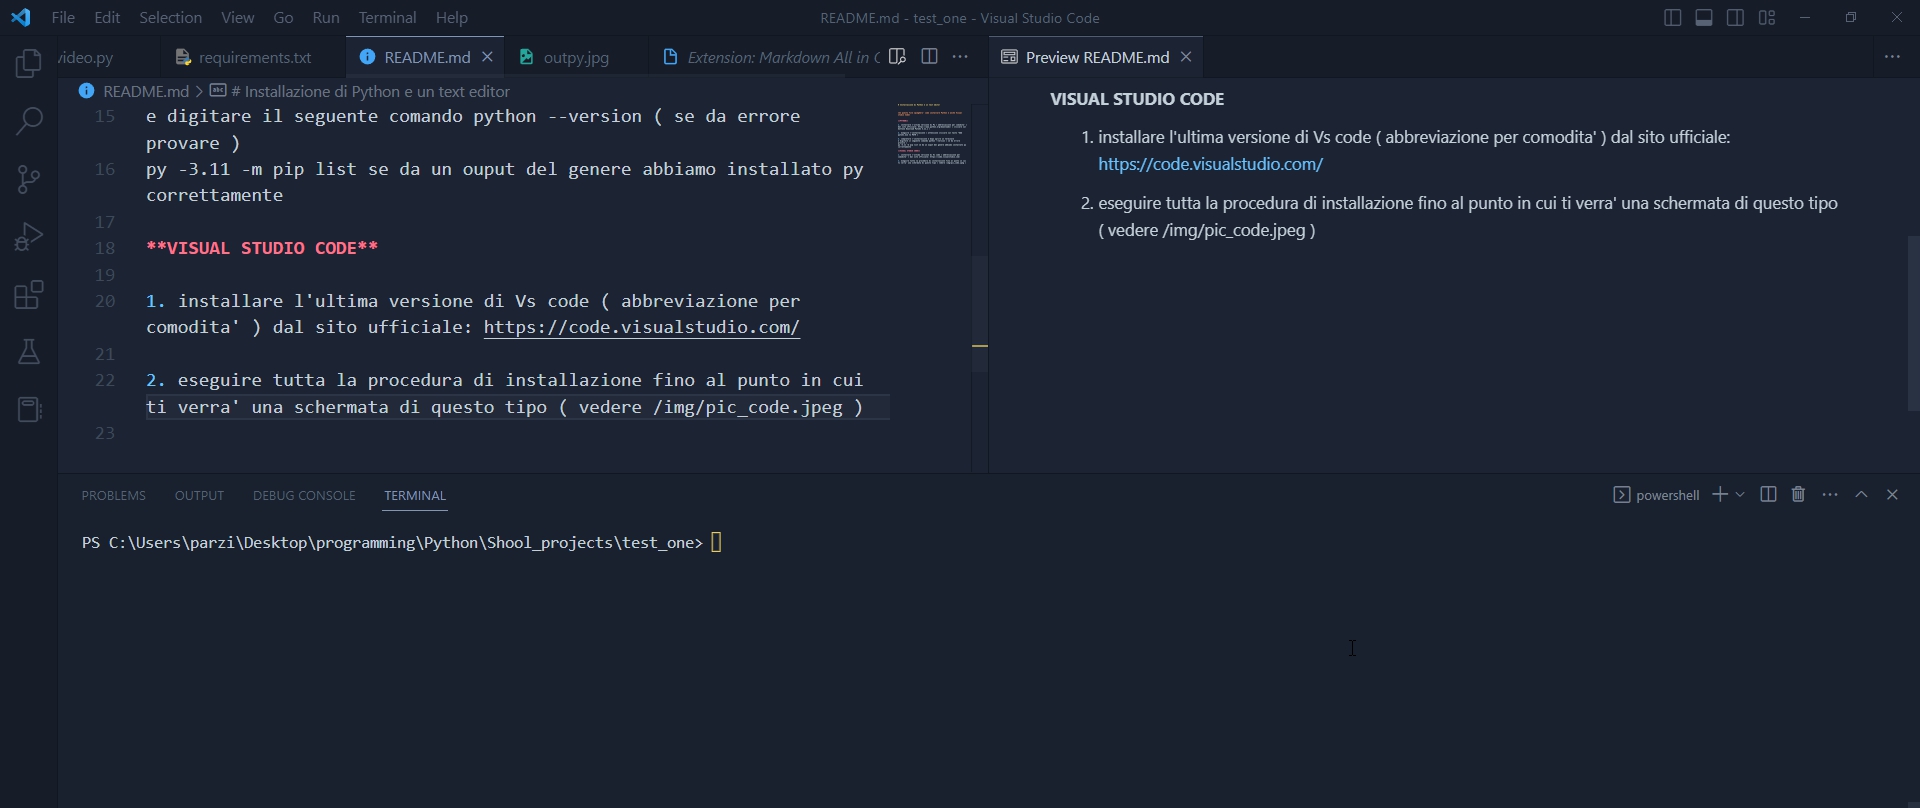 File Edit Selection View Go Run Terminal Help README.md - test_one - Visual Studio Code
video.py requirements.txt README.md outpy.jpg Extension: Markdown All in Preview README.md
README.md > # Installazione di Python e un text editor
15 e digitare il seguente comando python --version ( se da errore
provare )
16 py -3.11 -m pip list se da un ouput del genere abbiamo installato py
correttamente
17
18 **VISUAL STUDIO CODE**
19
20 1. installare l'ultima versione di Vs code ( abbreviazione per
comodita' ) dal sito ufficiale: https://code.visualstudio.com/
21
22 2. eseguire tutta la procedura di installazione fino al punto in cui
ti verra' una schermata di questo tipo ( vedere /img/pic_code.jpeg )
23
VISUAL STUDIO CODE
1. installare l'ultima versione di Vs code ( abbreviazione per comodita' ) dal sito ufficiale:
https://code.visualstudio.com/
2. eseguire tutta la procedura di installazione fino al punto in cui ti verra' una schermata di questo tipo
( vedere /img/pic_code.jpeg )
PROBLEMS OUTPUT DEBUG CONSOLE TERMINAL powershell
PS C:\Users\parzi\Desktop\programming\Python\Shool_projects\test_one>